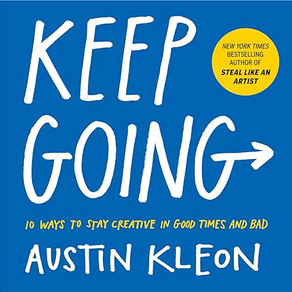 KEEP
GOING
NEW YORK TIMES
BESTSELLING
AUTHOR OF
STEAL LIKE AN
ARTIST
10 WAYS TO STAY CREATIVE IN GOOD TIMES AND BAD
AUSTIN KLEON